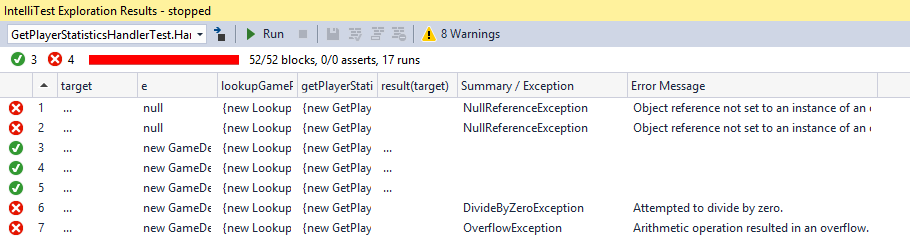 IntelliTest Exploration Results - stopped
GetPlayerStatisticsHandlerTest.Har Run 8 Warnings
3 4 52/52 blocks, 0/0 asserts, 17 runs
target e lookupGameF getPlayerStati result(target) Summary / Exception Error Message
1 ... null {new Lookup {new GetPlay NullReferenceException Object reference not set to an instance of an
2 ... null {new Lookup {new GetPlay NullReferenceException Object reference not set to an instance of an
3 ... new GameDe {new Lookup {new GetPlay ...
4 ... new GameDe {new Lookup {new GetPlay ...
5 ... new GameDe {new Lookup {new GetPlay ...
6 ... new GameDe {new Lookup {new GetPlay DivideByZeroException Attempted to divide by zero.
7 ... new GameDe {new Lookup {new GetPlay OverflowException Arithmetic operation resulted in an overflow.